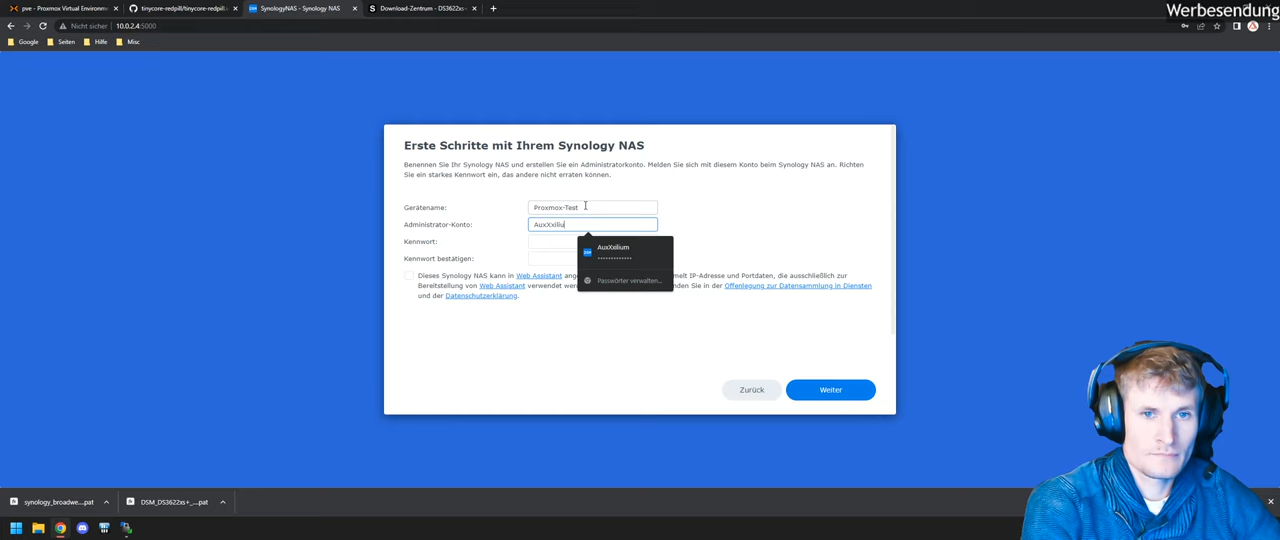 pve - Proxmox Virtual Environm
tinycore-redpill/tinycore-redpill
SynologyNAS - Synology NAS
Download-Zentrum - DS3622xs+
Werbesendung
Nicht sicher
10.0.2.4:5000
Google
Seiten
Hilfe
Misc
Erste Schritte mit Ihrem Synology NAS
Benennen Sie Ihr Synology NAS und erstellen Sie ein Administratorkonto. Melden Sie sich mit diesem Konto beim Synology NAS an. Richten
Sie ein starkes Kennwort ein, das andere nicht erraten können.
Gerätename:
Proxmox-Test
Administrator-Konto:
AuxXxiliu
Kennwort:
AuxXxilium
Kennwort bestätigen:
Passwörter verwalten...
Dieses Synology NAS kann in Web Assistant ang melt IP-Adresse und Portdaten, die ausschließlich zur
Bereitstellung von Web Assistant verwendet wer nden Sie in der Offenlegung zur Datensammlung in Diensten
und der Datenschutzerklärung.
Zurück
Weiter
synology_broadwe....pat
DSM_DS3622xs+_....pat